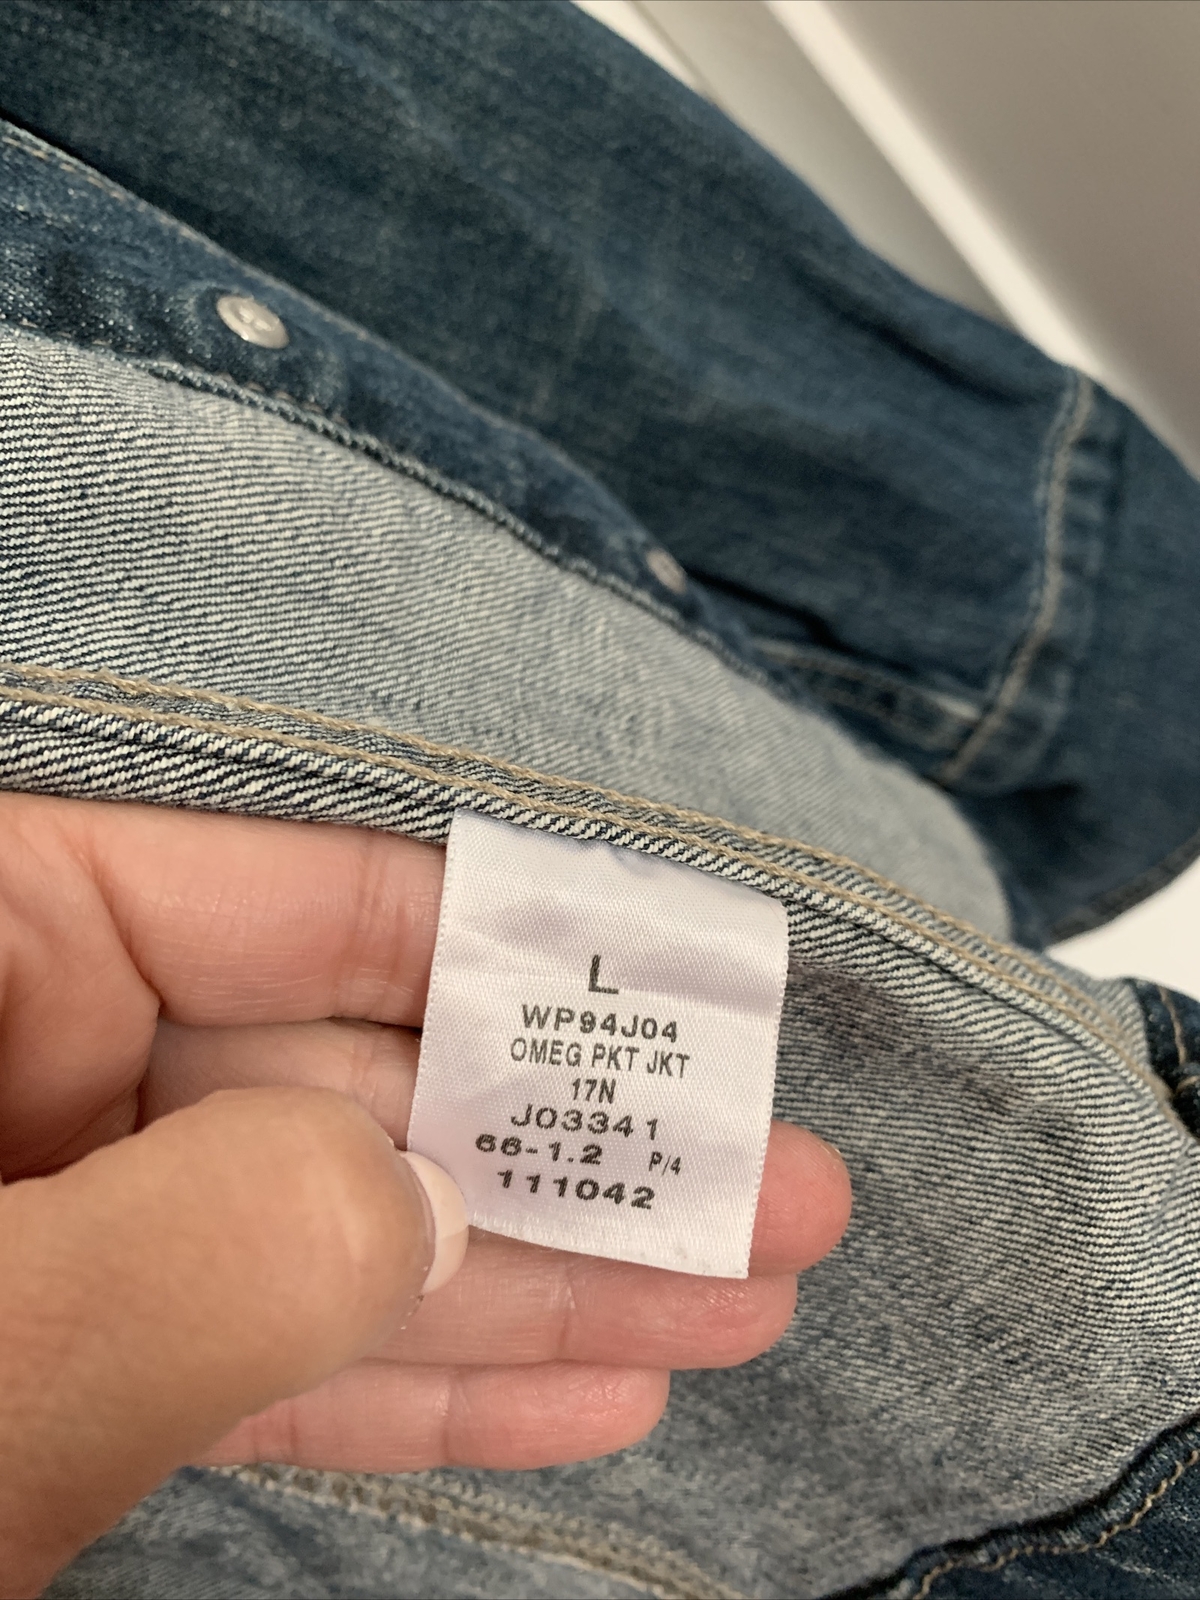 L
WP94J04
OMEG PKT JKT
17N
J03341
66-1.2 P/4
111042